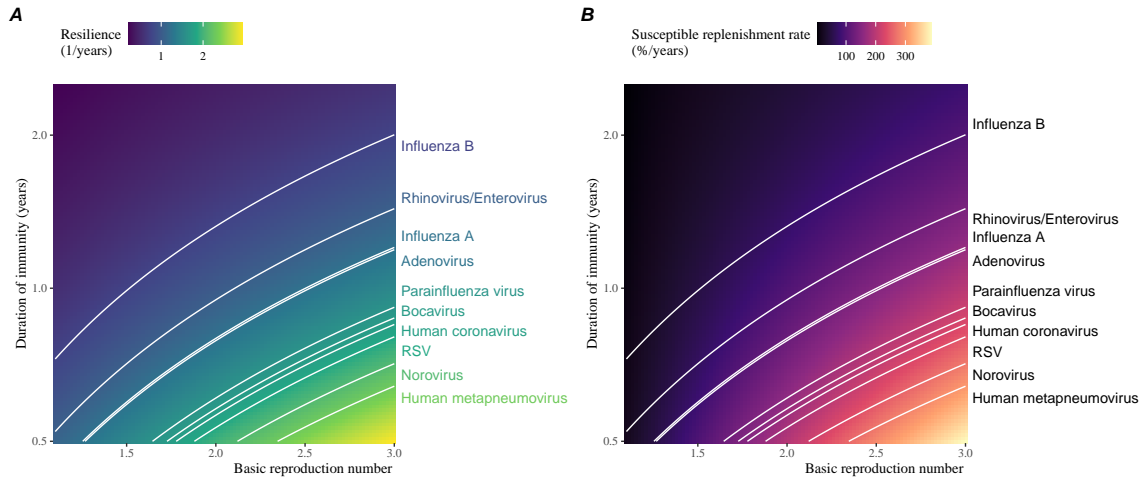 A
Resilience
(1/years)
1
2
Duration of immunity (years)
2.0
1.0
0.5
1.5
2.0
2.5
3.0
Basic reproduction number
Influenza B
Rhinovirus/Enterovirus
Influenza A
Adenovirus
Parainfluenza virus
Bocavirus
Human coronavirus
RSV
Norovirus
Human metapneumovirus
B
Susceptible replenishment rate
(%/years)
100
200
300
Duration of immunity (years)
2.0
1.0
0.5
1.5
2.0
2.5
3.0
Basic reproduction number
Influenza B
Rhinovirus/Enterovirus
Influenza A
Adenovirus
Parainfluenza virus
Bocavirus
Human coronavirus
RSV
Norovirus
Human metapneumovirus